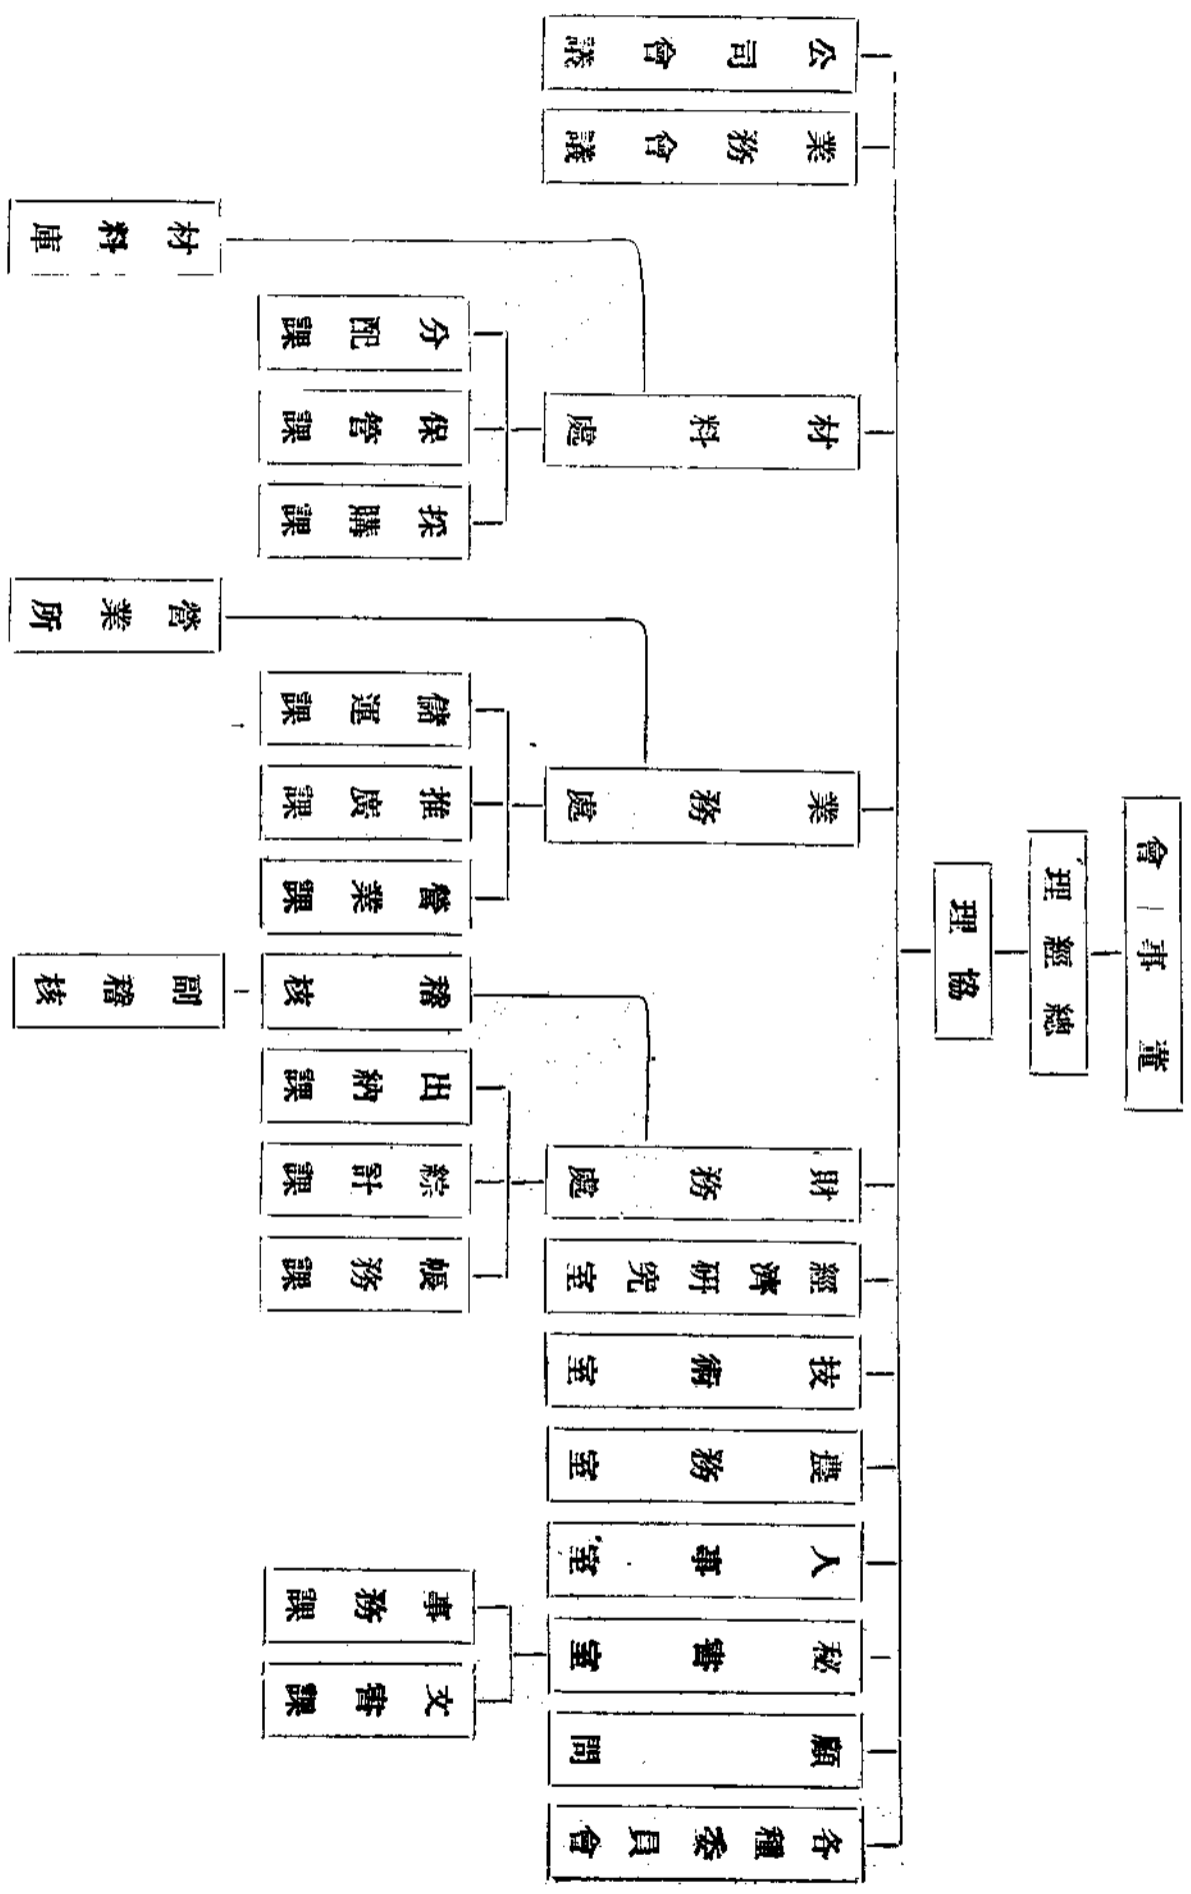 會事董
理經總
理協
各種委員會
顧問
秘書室
文書課
事務課
人事室
農務室
技術室
經濟研究室
財務處
帳務課
綜計課
出納課
稽核
副稽核
業務處
營業課
推廣課
儲運課
營業所
材料處
採購課
保管課
分配課
材料庫
業務會議
公司會議